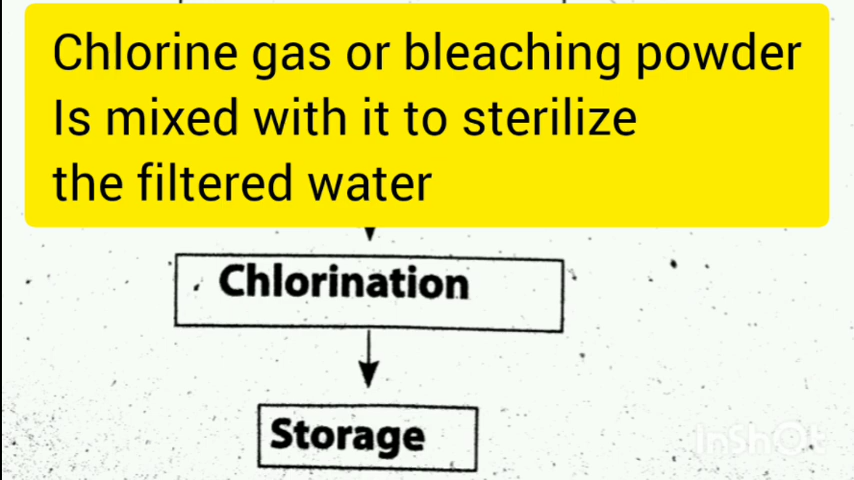 Chlorine gas or bleaching powder
Is mixed with it to sterilize
the filtered water
Chlorination
Storage
InShOt